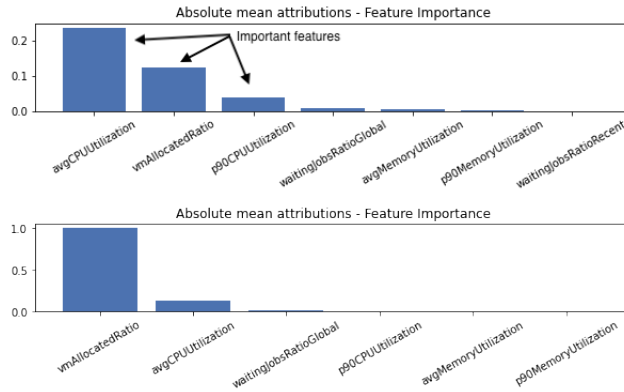 Absolute mean attributions - Feature Importance
Important features
0.2
0.1
0.0
avgCPUUtilization
vmAllocatedRatio
p90CPUUtilization
waitingJobsRatioGlobal
avgMemoryUtilization
p90MemoryUtilization
waitingJobsRatioRecent
Absolute mean attributions - Feature Importance
1.0
0.5
0.0
vmAllocatedRatio
avgCPUUtilization
waitingJobsRatioGlobal
p90CPUUtilization
avgMemoryUtilization
p90MemoryUtilization